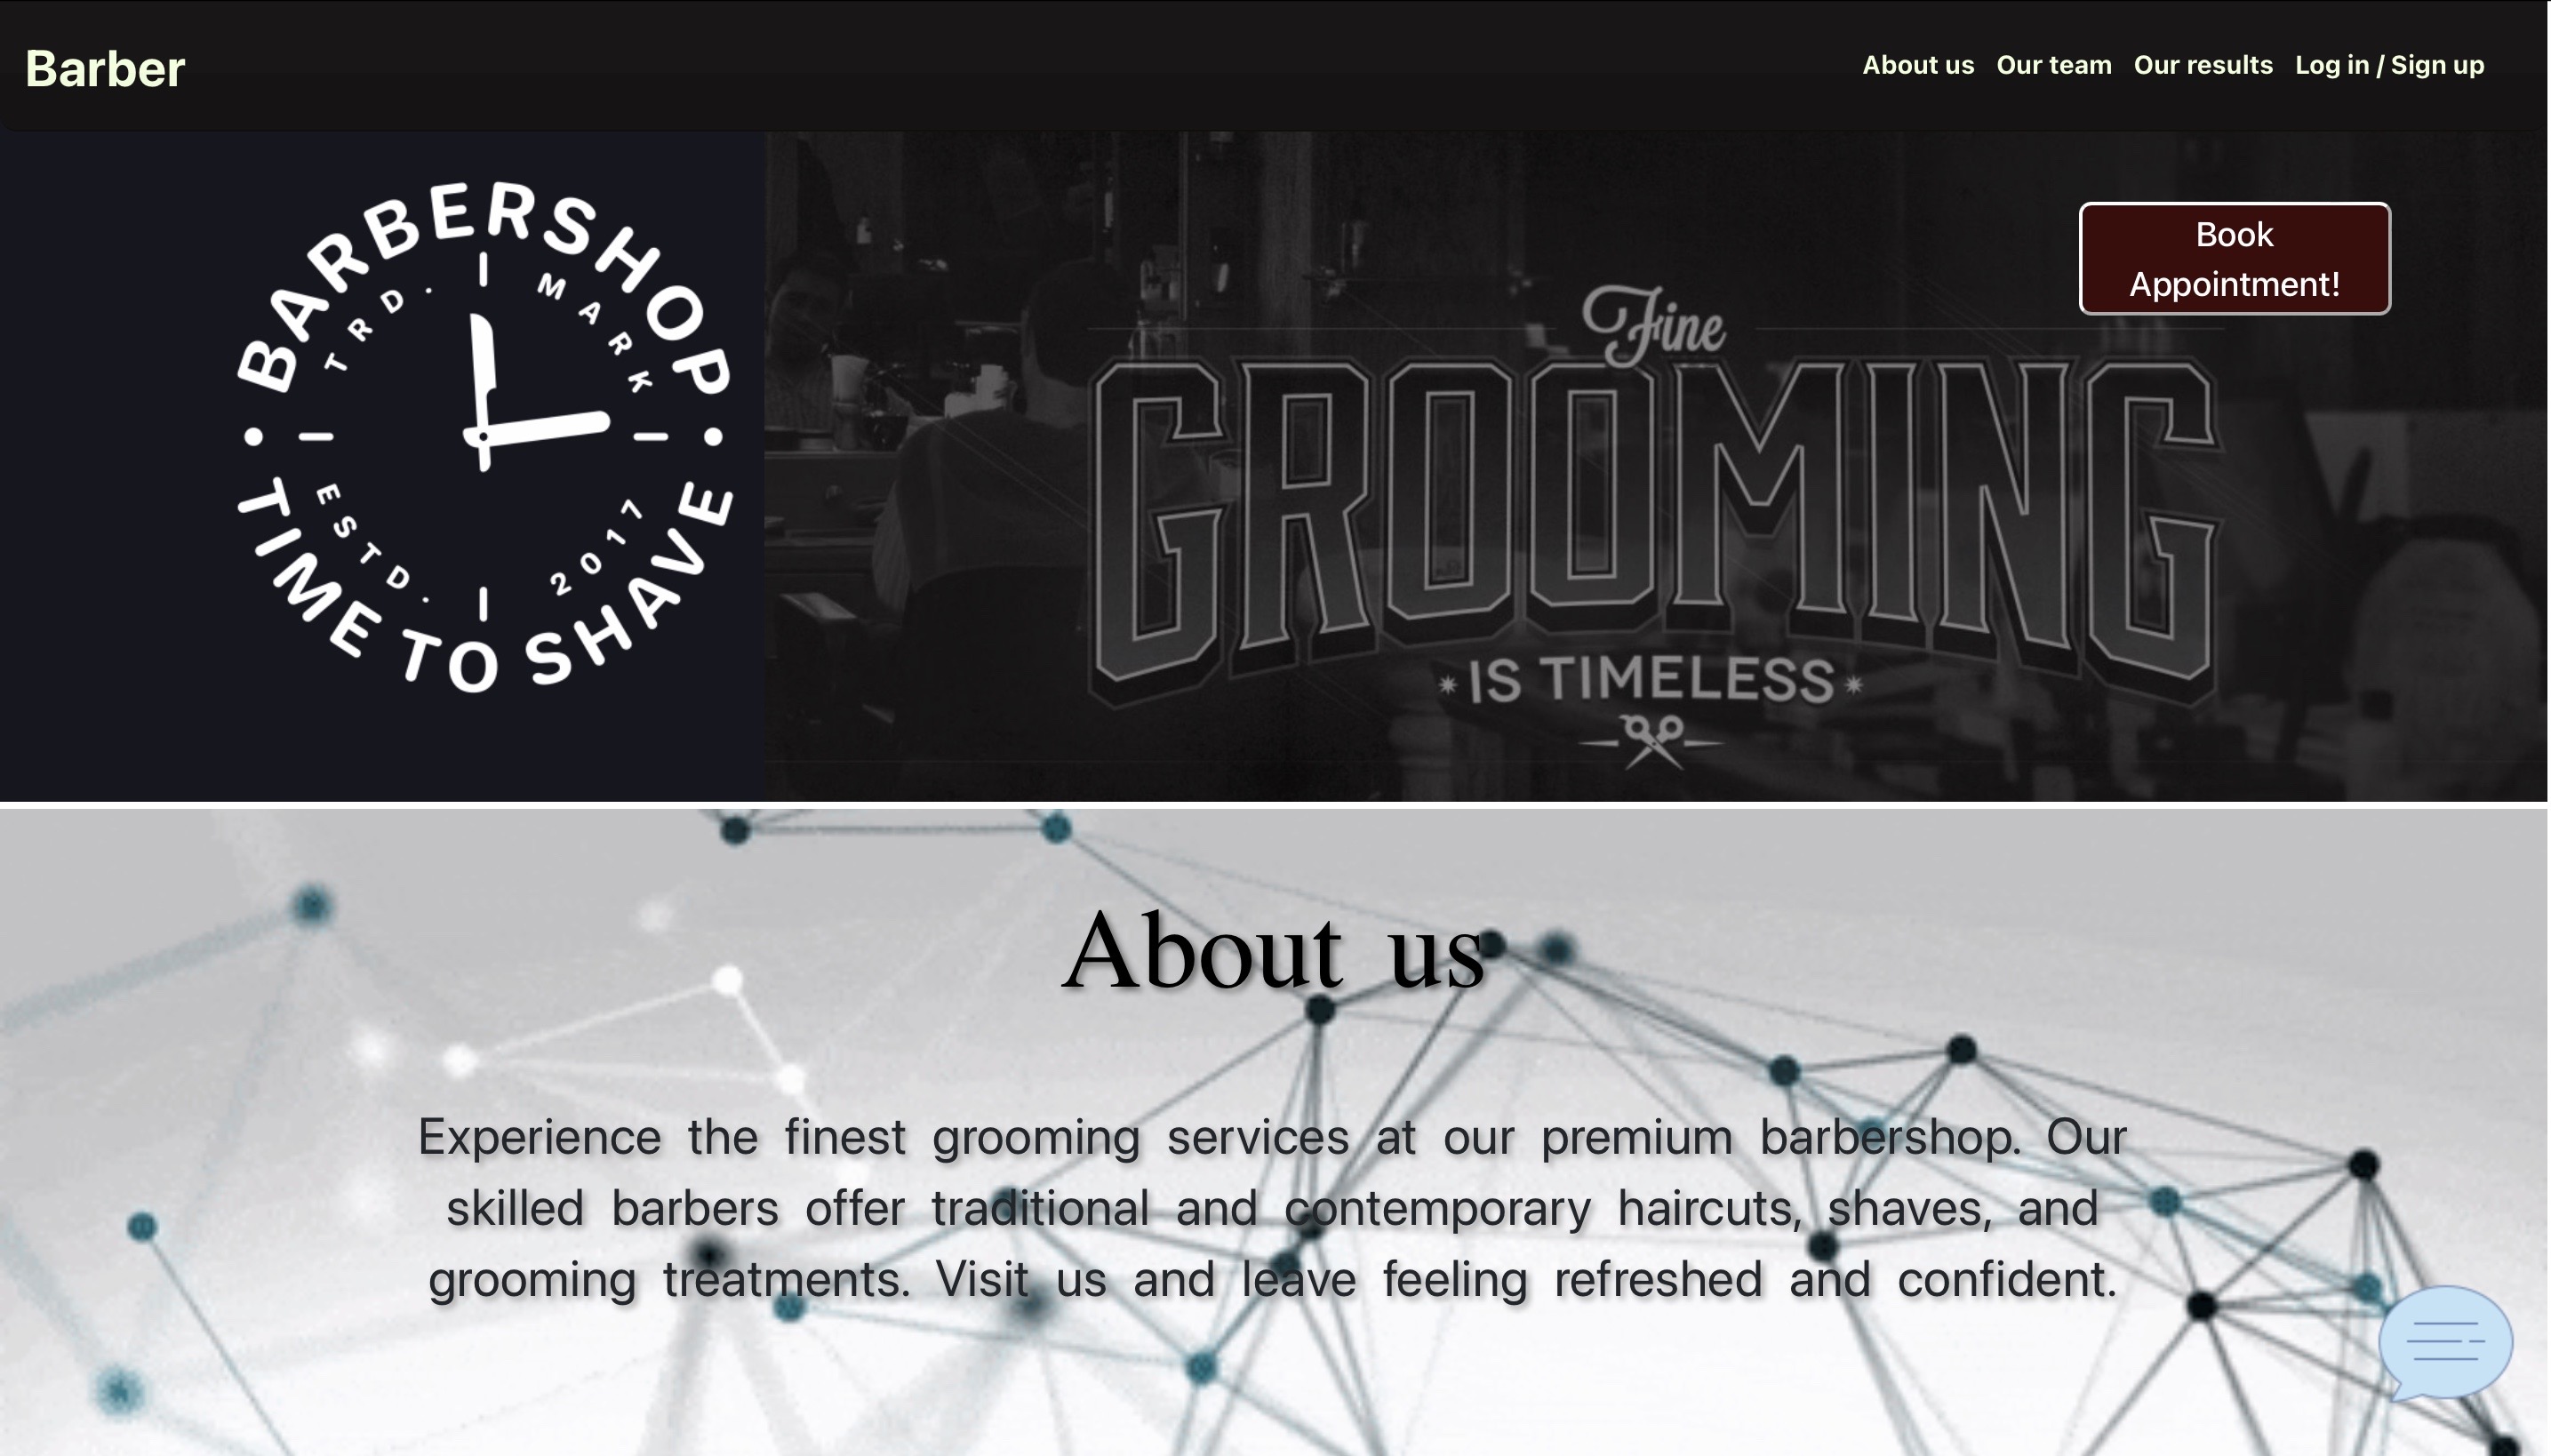 Barber
About us Our team Our results Log in / Sign up
BARBERSHOP
TRD. MARK
ESTD. 2017
TIME TO SHAVE
Book
Appointment!
Fine
GROOMING
IS TIMELESS
About us
Experience the finest grooming services at our premium barbershop. Our
skilled barbers offer traditional and contemporary haircuts, shaves, and
grooming treatments. Visit us and leave feeling refreshed and confident.